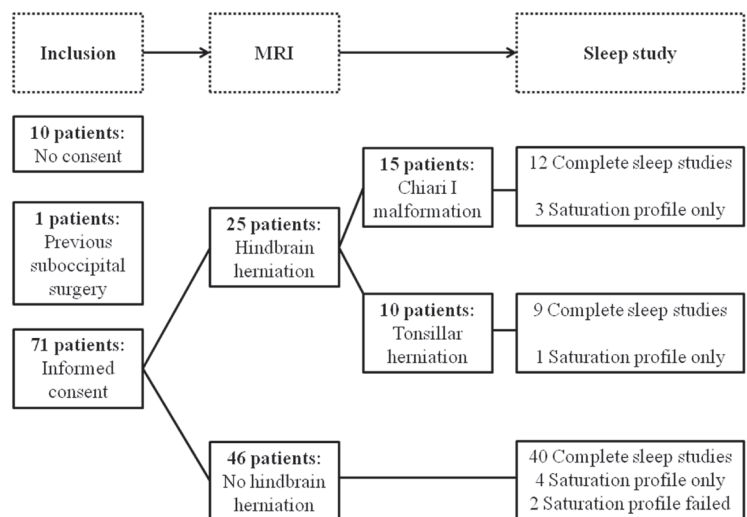 Inclusion
MRI
Sleep study
10 patients:
No consent
1 patients:
Previous
suboccipital
surgery
71 patients:
Informed
consent
25 patients:
Hindbrain
herniation
46 patients:
No hindbrain
herniation
15 patients:
Chiari I
malformation
10 patients:
Tonsillar
herniation
12 Complete sleep studies
3 Saturation profile only
9 Complete sleep studies
1 Saturation profile only
40 Complete sleep studies
4 Saturation profile only
2 Saturation profile failed